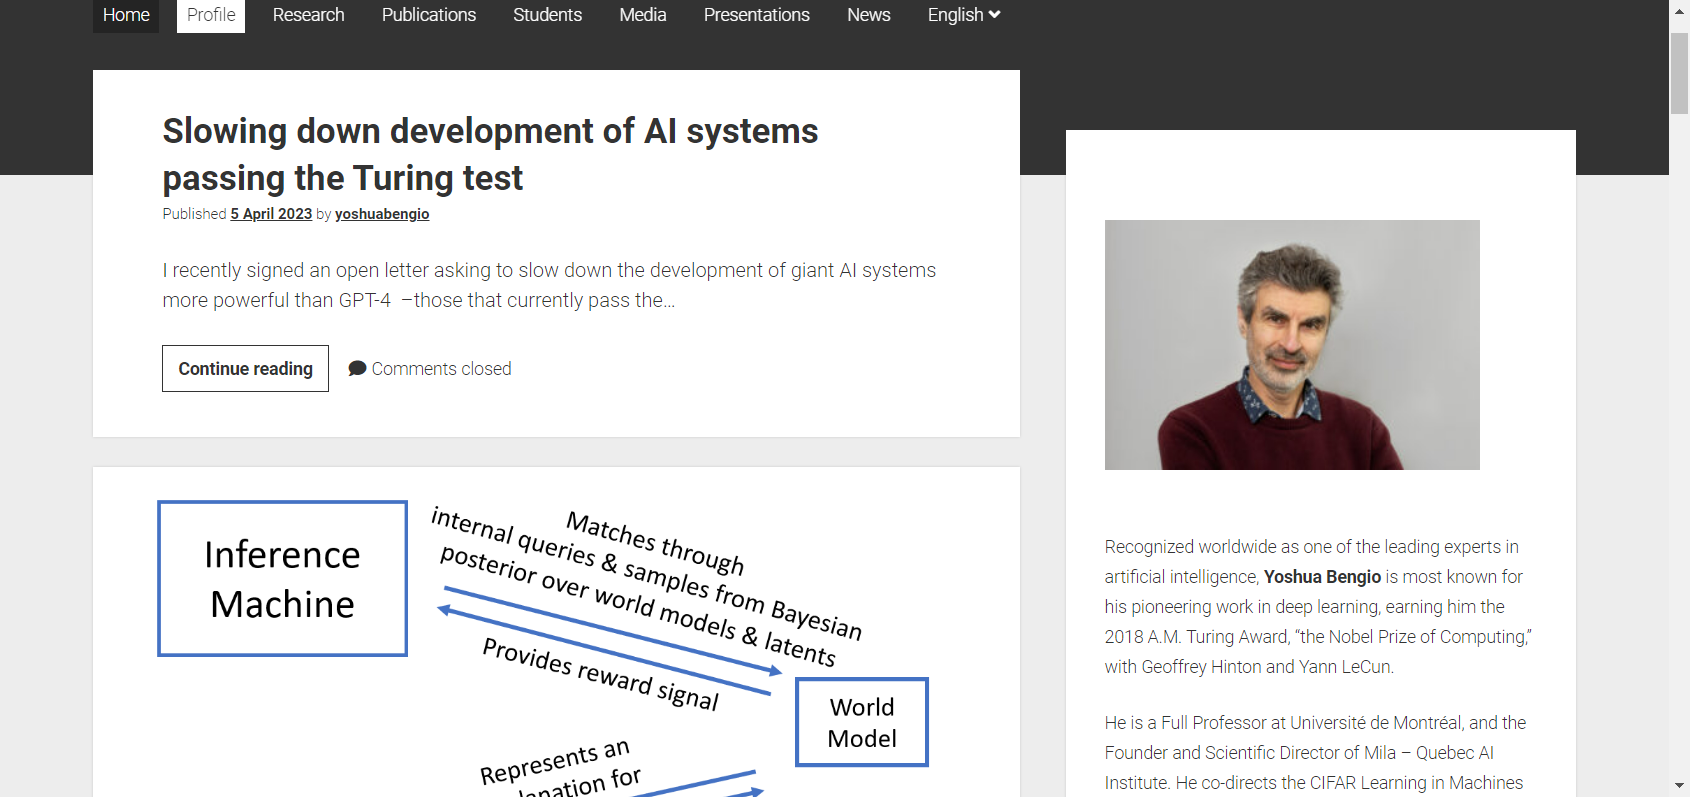 Home Profile Research Publications Students Media Presentations News English
Slowing down development of AI systems
passing the Turing test
Published 5 April 2023 by yoshuabengio
I recently signed an open letter asking to slow down the development of giant AI systems
more powerful than GPT-4 –those that currently pass the…
Continue reading Comments closed
Inference
Machine
Matches through
internal queries & samples from Bayesian
posterior over world models & latents
Provides reward signal
World
Model
Represents an
Recognized worldwide as one of the leading experts in
artificial intelligence, Yoshua Bengio is most known for
his pioneering work in deep learning, earning him the
2018 A.M. Turing Award, “the Nobel Prize of Computing,”
with Geoffrey Hinton and Yann LeCun.
He is a Full Professor at Université de Montréal, and the
Founder and Scientific Director of Mila – Quebec AI
Institute. He co-directs the CIFAR Learning in Machines